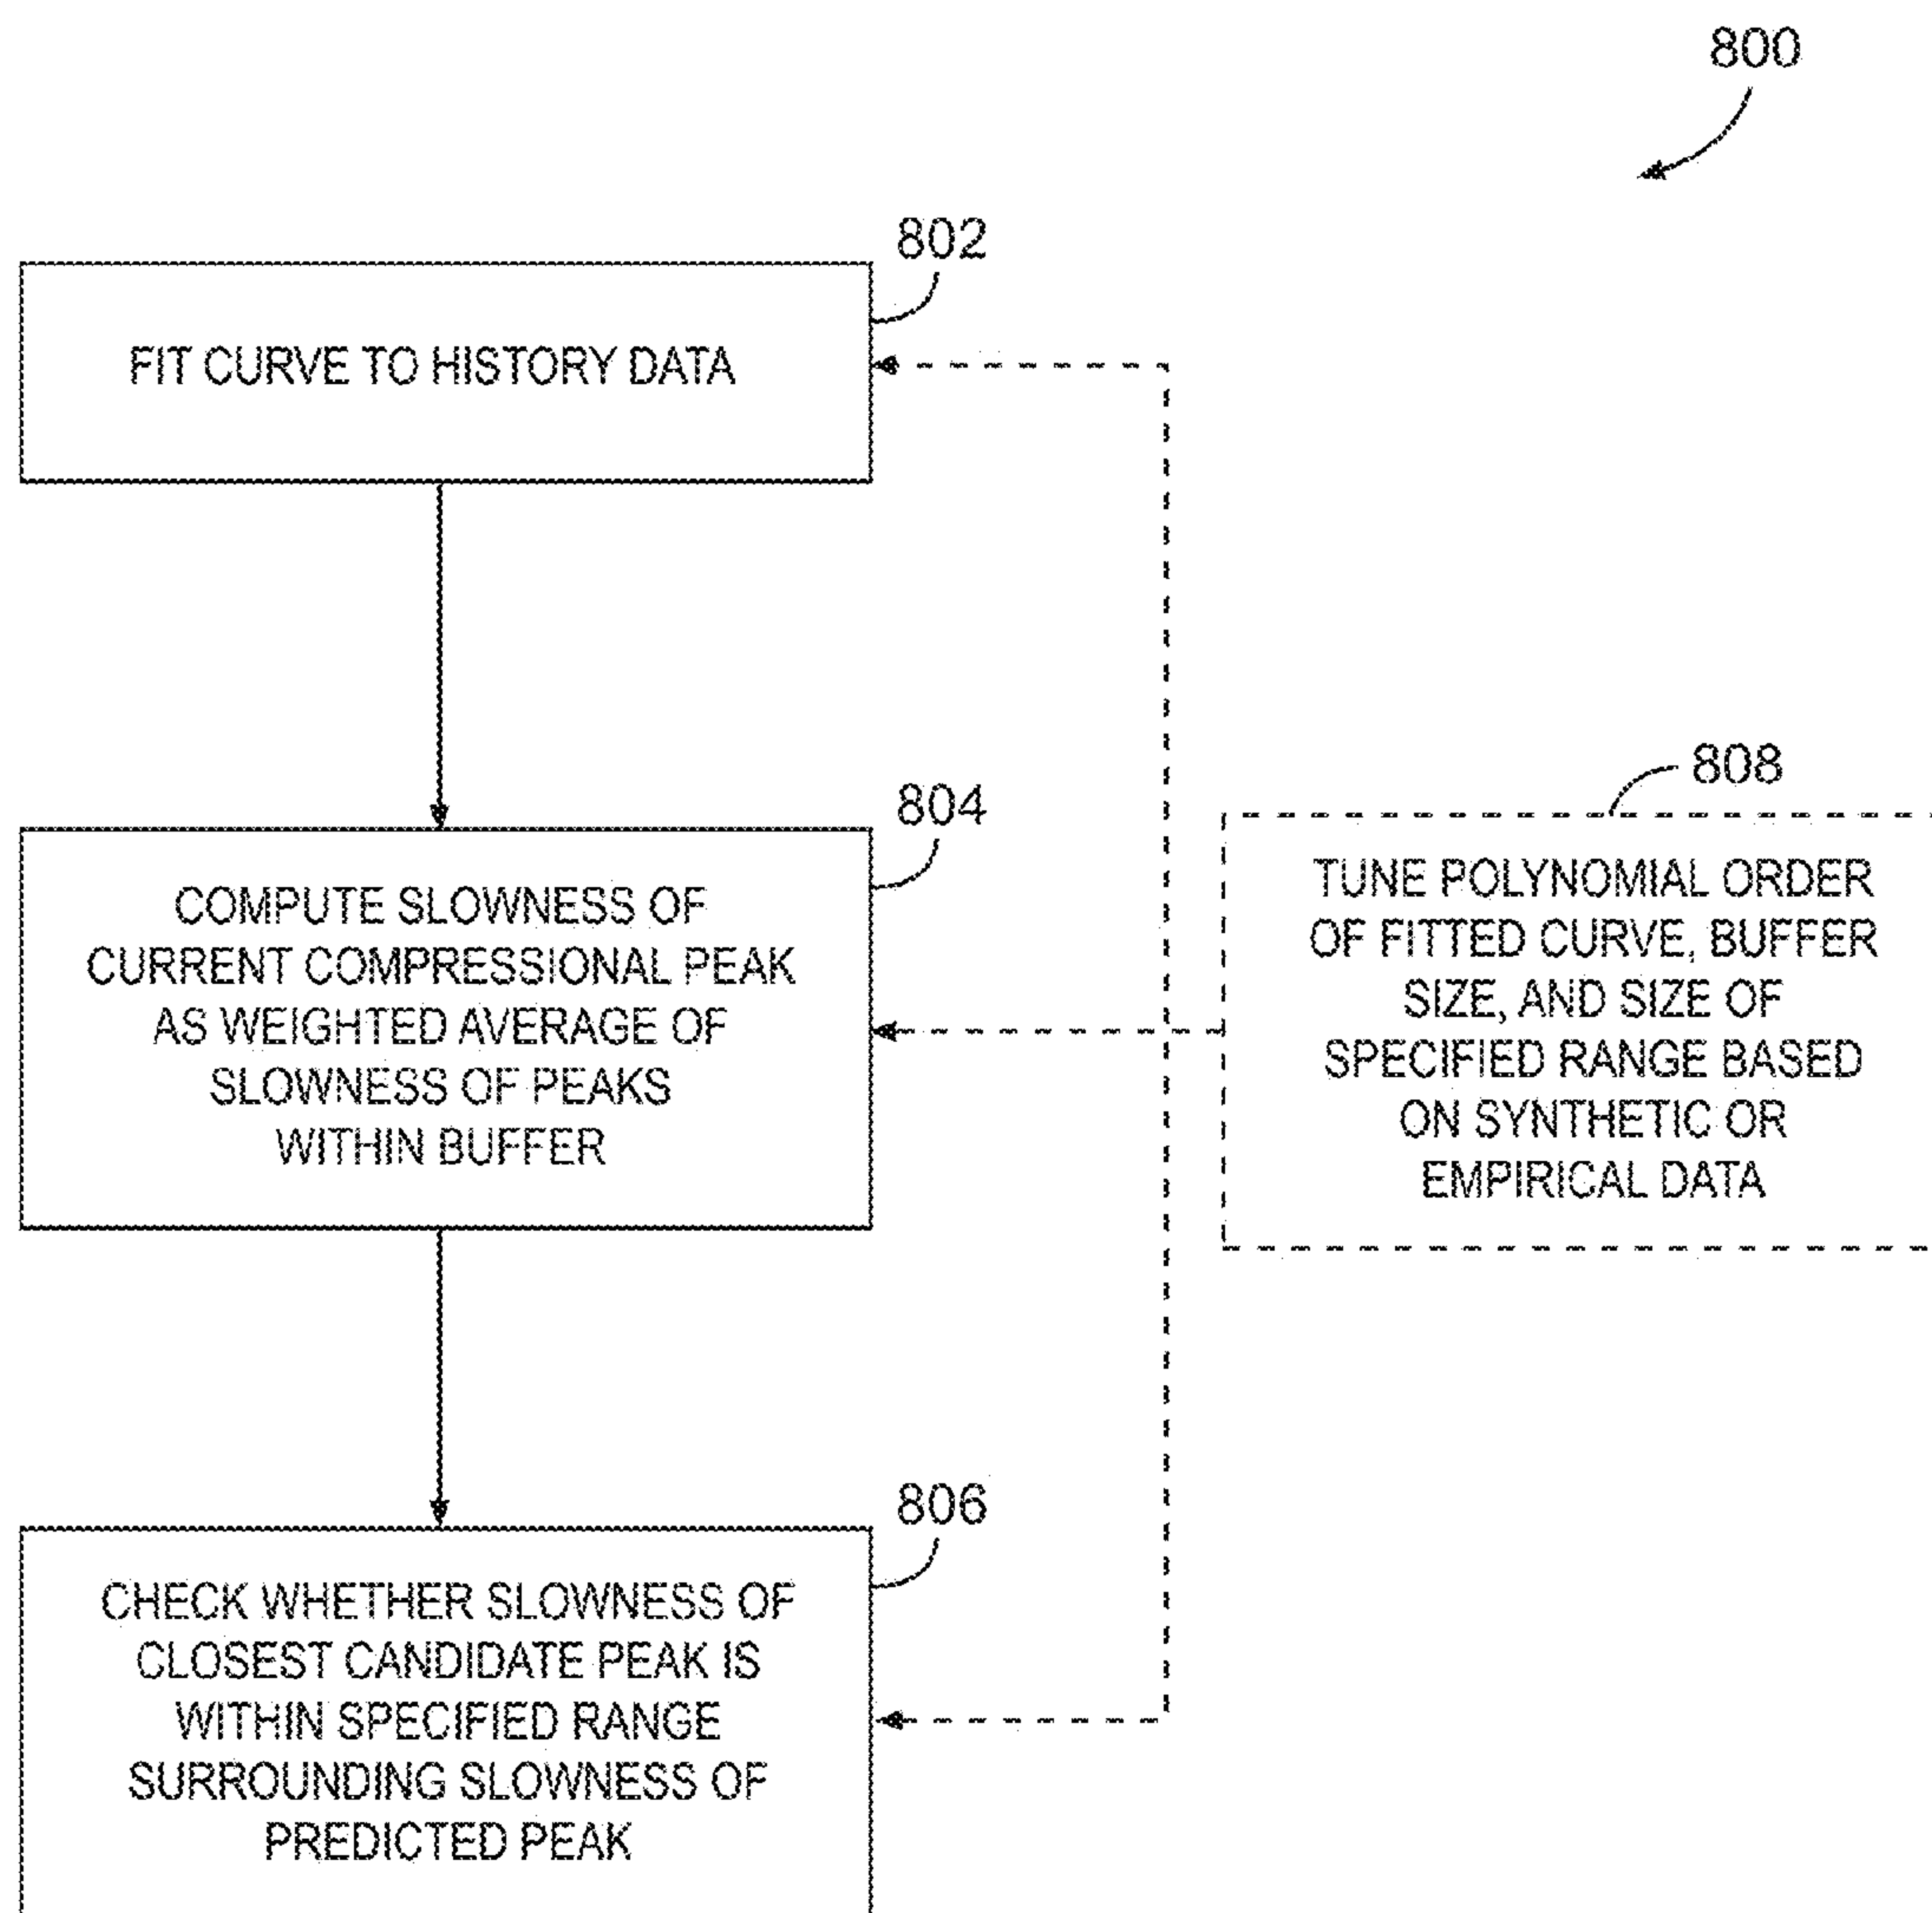 800
802
FIT CURVE TO HISTORY DATA
804
COMPUTE SLOWNESS OF
CURRENT COMPRESSIONAL PEAK
AS WEIGHTED AVERAGE OF
SLOWNESS OF PEAKS
WITHIN BUFFER
808
TUNE POLYNOMIAL ORDER
OF FITTED CURVE, BUFFER
SIZE, AND SIZE OF
SPECIFIED RANGE BASED
ON SYNTHETIC OR
EMPIRICAL DATA
806
CHECK WHETHER SLOWNESS OF
CLOSEST CANDIDATE PEAK IS
WITHIN SPECIFIED RANGE
SURROUNDING SLOWNESS OF
PREDICTED PEAK